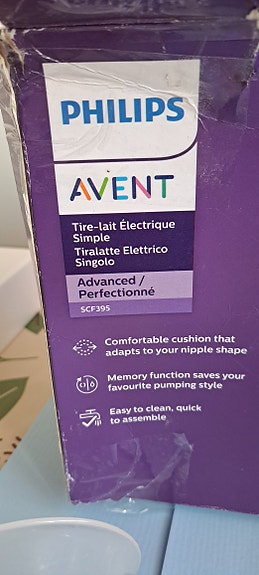 PHILIPS
AVENT
Tire-lait Électrique
Simple
Tiralatte Elettrico
Singolo
Advanced /
Perfectionné
SCF395
Comfortable cushion that
adapts to your nipple shape
Memory function saves your
favourite pumping style
Easy to clean, quick
to assemble